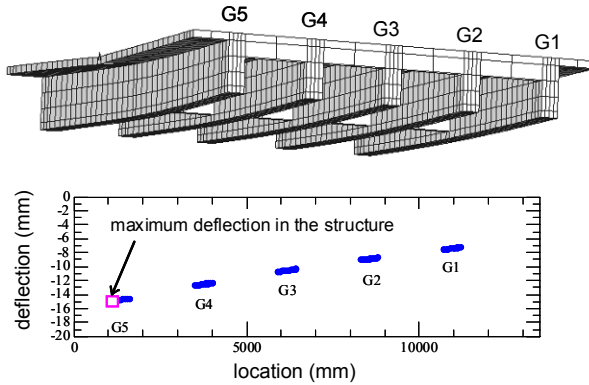 G5 G4 G3 G2 G1
0
-2
-4
-6
-8
-10
-12
-14
-16
-18
-20
deflection (mm)
maximum deflection in the structure
G5 G4 G3 G2 G1
0 5000 10000
location (mm)